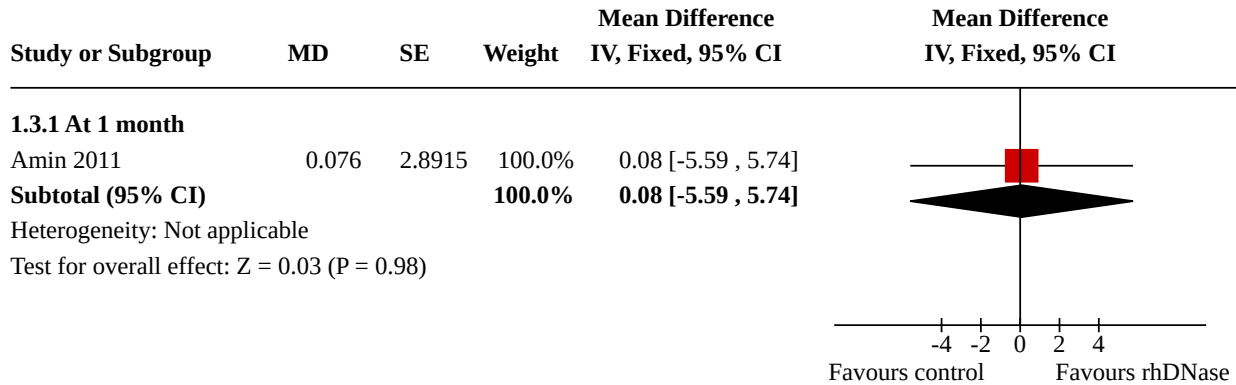 Mean Difference Mean Difference
Study or Subgroup MD SE Weight IV, Fixed, 95% CI IV, Fixed, 95% CI
1.3.1 At 1 month
Amin 2011 0.076 2.8915 100.0% 0.08 [-5.59 , 5.74]
Subtotal (95% CI) 100.0% 0.08 [-5.59 , 5.74]
Heterogeneity: Not applicable
Test for overall effect: Z = 0.03 (P = 0.98)
-4 -2 0 2 4
Favours control Favours rhDNase